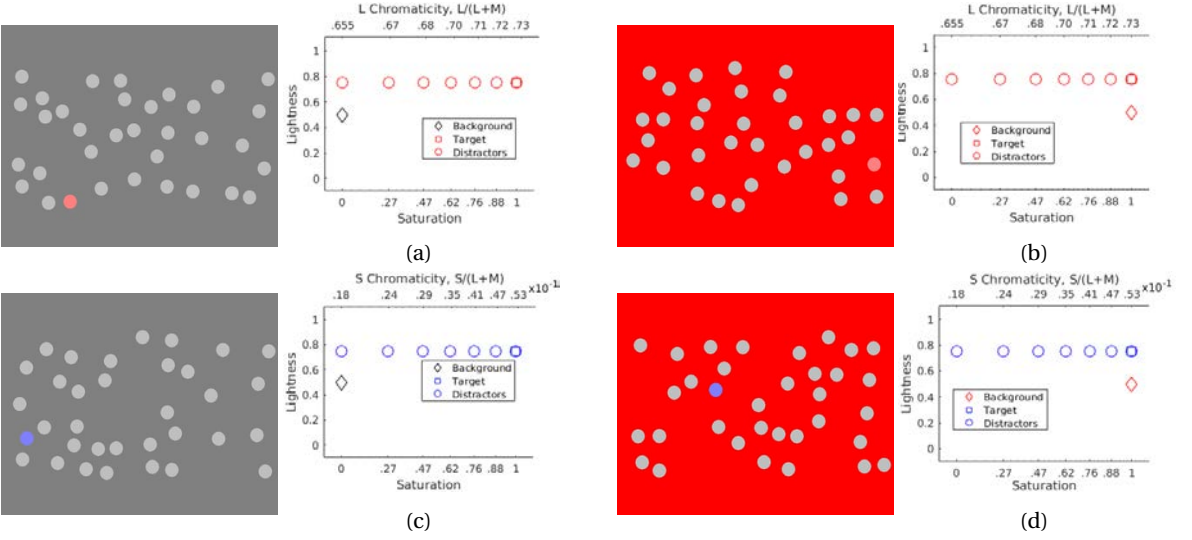 L Chromaticity, L/(L+M)
.655 .67 .68 .70 .71 .72 .73
Lightness
1
0.8
0.6
0.4
0.2
0
Background
Target
Distractors
0 .27 .47 .62 .76 .88 1
Saturation
(a)
L Chromaticity, L/(L+M)
.655 .67 .68 .70 .71 .72 .73
Lightness
1
0.8
0.6
0.4
0.2
0
Background
Target
Distractors
0 .27 .47 .62 .76 .88 1
Saturation
(b)
S Chromaticity, S/(L+M)
.18 .24 .29 .35 .41 .47 .53 ×10⁻¹
Lightness
1
0.8
0.6
0.4
0.2
0
Background
Target
Distractors
0 .27 .47 .62 .76 .88 1
Saturation
(c)
S Chromaticity, S/(L+M)
.18 .24 .29 .35 .41 .47 .53 ×10⁻¹
Lightness
1
0.8
0.6
0.4
0.2
0
Background
Target
Distractors
0 .27 .47 .62 .76 .88 1
Saturation
(d)